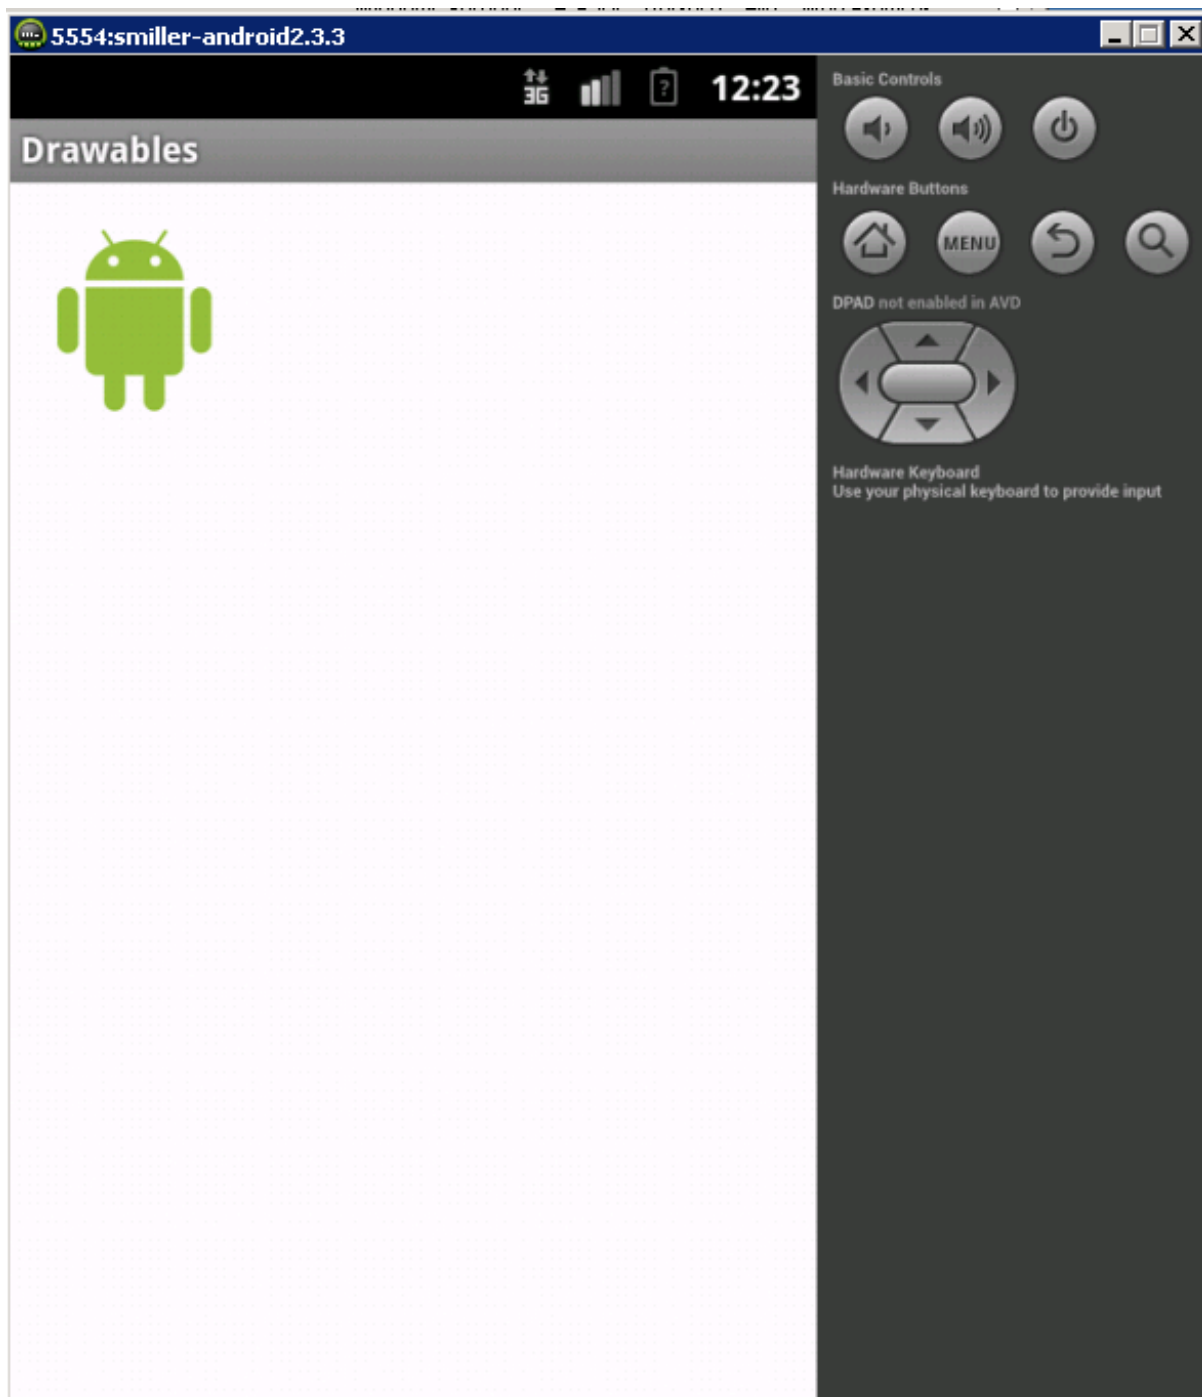 5554:smiller-android2.3.3
3G
?
12:23
Drawables
Basic Controls
Hardware Buttons
MENU
DPAD not enabled in AVD
Hardware Keyboard
Use your physical keyboard to provide input